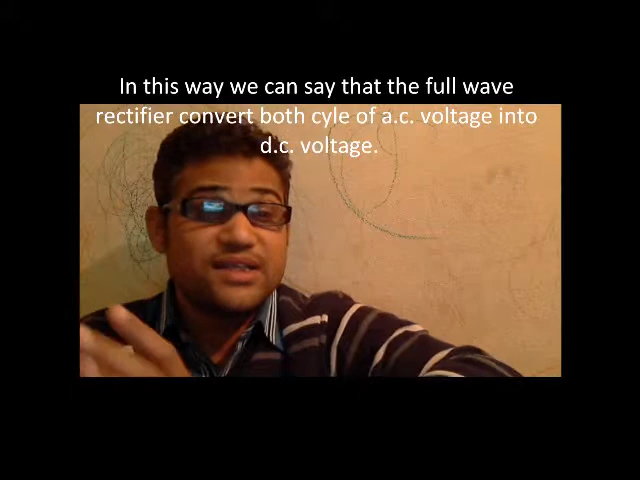 In this way we can say that the full wave
rectifier convert both cyle of a.c. voltage into
d.c. voltage.